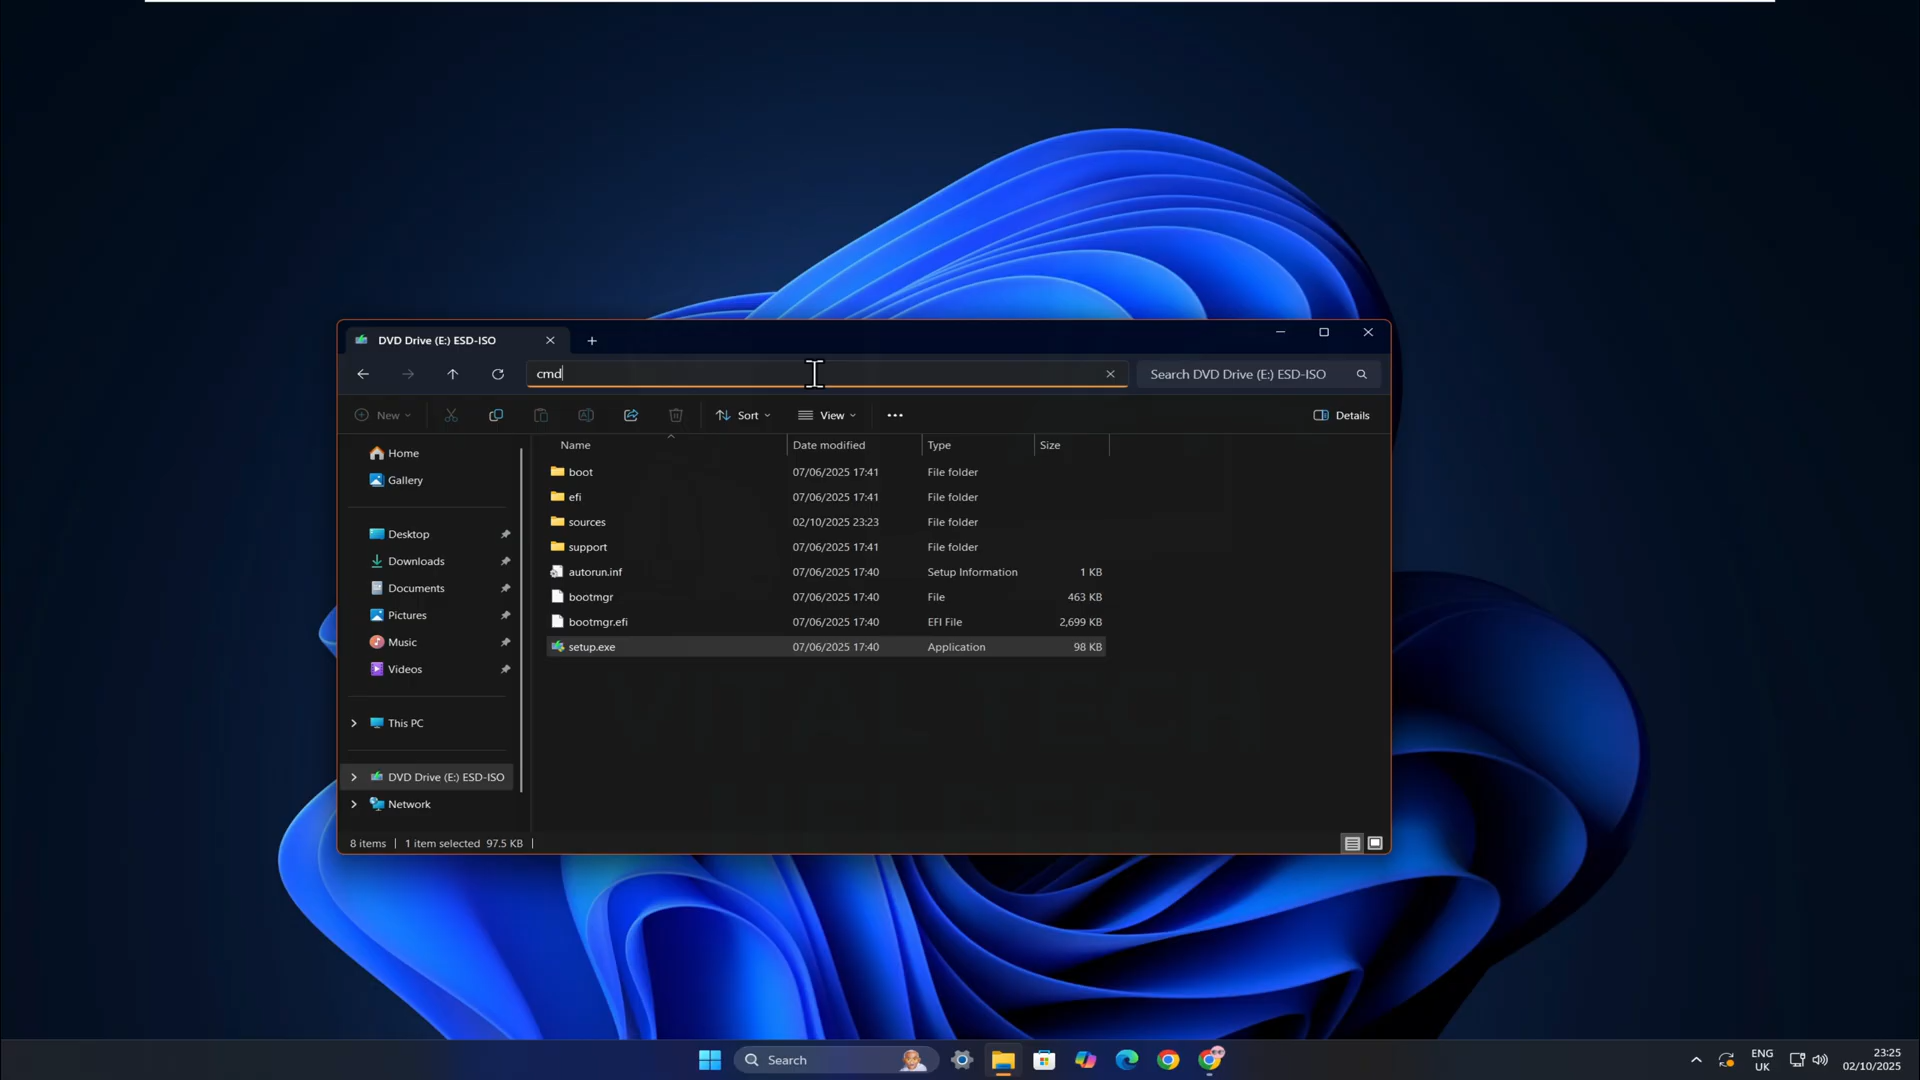 DVD Drive (E:) ESD-ISO
cmd
Search DVD Drive (E:) ESD-ISO
New
Sort
View
Details
Name Date modified Type Size
Home
Gallery
Desktop
Downloads
Documents
Pictures
Music
Videos
This PC
DVD Drive (E:) ESD-ISO
Network
boot 07/06/2025 17:41 File folder
efi 07/06/2025 17:41 File folder
sources 02/10/2025 23:23 File folder
support 07/06/2025 17:41 File folder
autorun.inf 07/06/2025 17:40 Setup Information 1 KB
bootmgr 07/06/2025 17:40 File 463 KB
bootmgr.efi 07/06/2025 17:40 EFI File 2,699 KB
setup.exe 07/06/2025 17:40 Application 98 KB
8 items 1 item selected 97.5 KB
Search
ENG
UK
23:25
02/10/2025